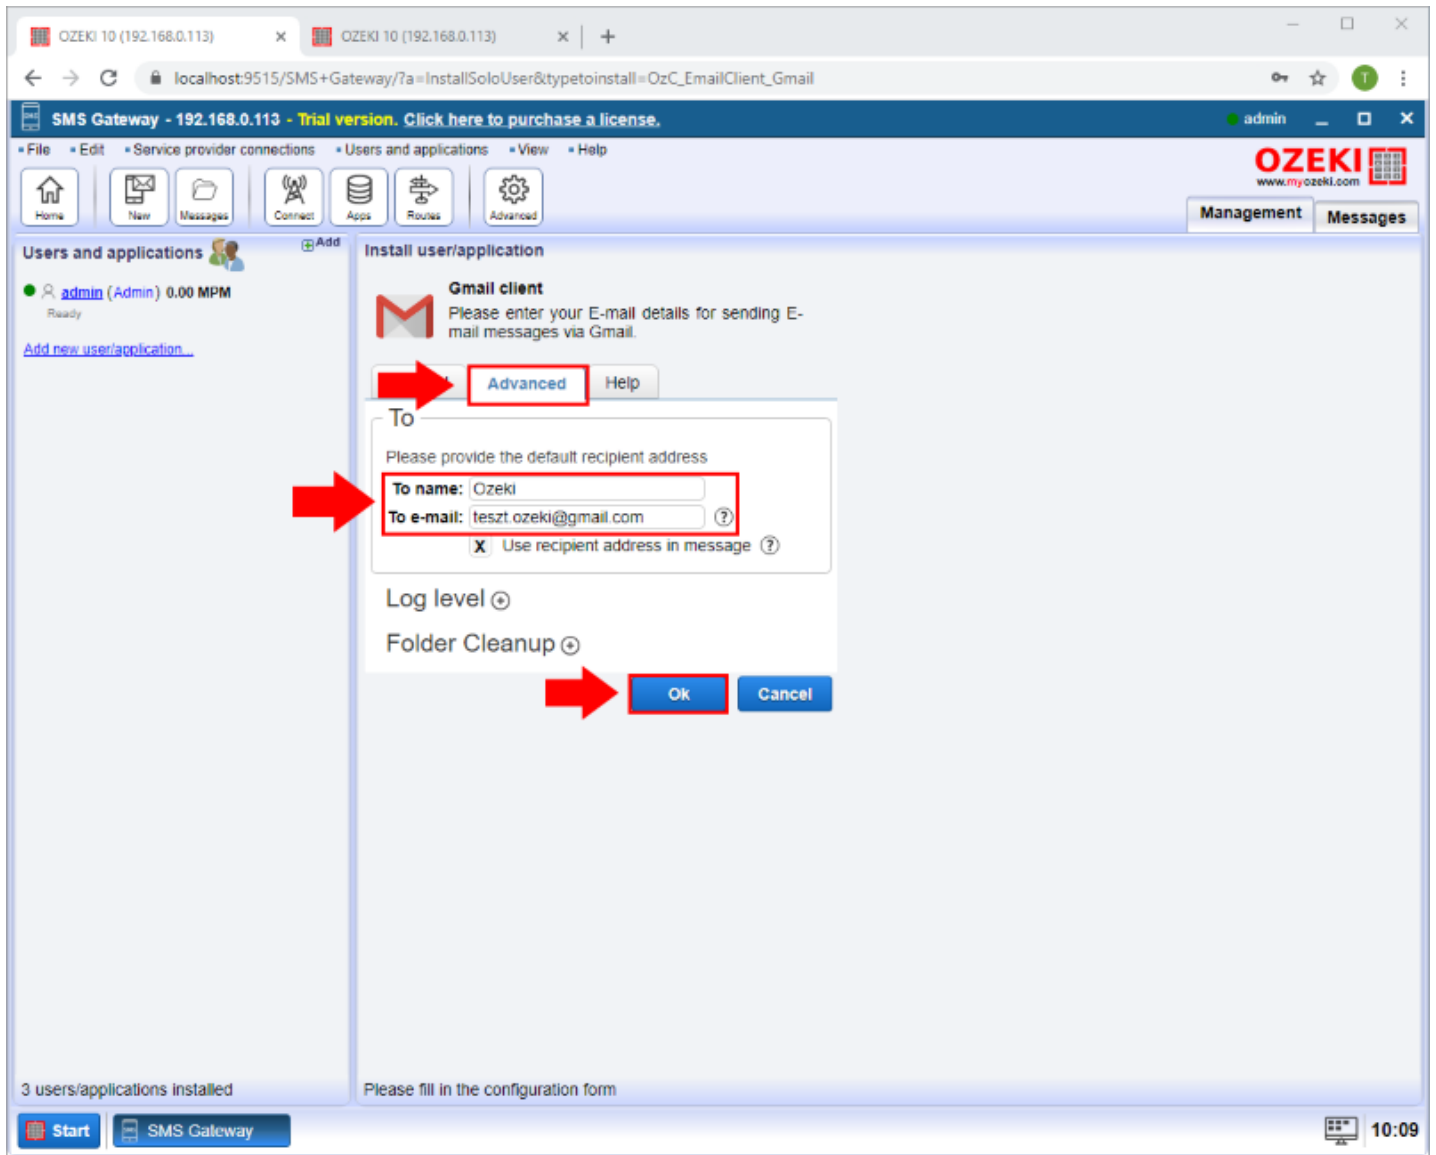 OZEKI 10 (192.168.0.113)
OZEKI 10 (192.168.0.113)
localhost:9515/SMS+Gateway/?a=InstallSoloUser&typetoinstall=OzC_EmailClient_Gmail
T
SMS Gateway - 192.168.0.113 - Trial version. Click here to purchase a license.
admin
File Edit Service provider connections Users and applications View Help
OZEKI
www.myozeki.com
Home New Messages Connect Apps Routes Advanced
Management Messages
Users and applications Add
admin (Admin) 0.00 MPM
Ready
Add new user/application...
Install user/application
Gmail client
Please enter your E-mail details for sending E-
mail messages via Gmail.
Advanced Help
To
Please provide the default recipient address
To name: Ozeki
To e-mail: teszt.ozeki@gmail.com ?
X Use recipient address in message ?
Log level
Folder Cleanup
Ok Cancel
3 users/applications installed
Please fill in the configuration form
Start SMS Gateway 10:09